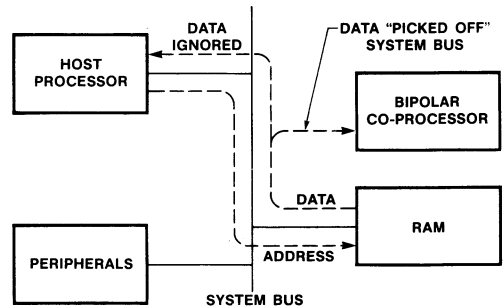 DATA
IGNORED
DATA "PICKED OFF"
SYSTEM BUS
HOST
PROCESSOR
BIPOLAR
CO-PROCESSOR
DATA
RAM
ADDRESS
PERIPHERALS
SYSTEM BUS